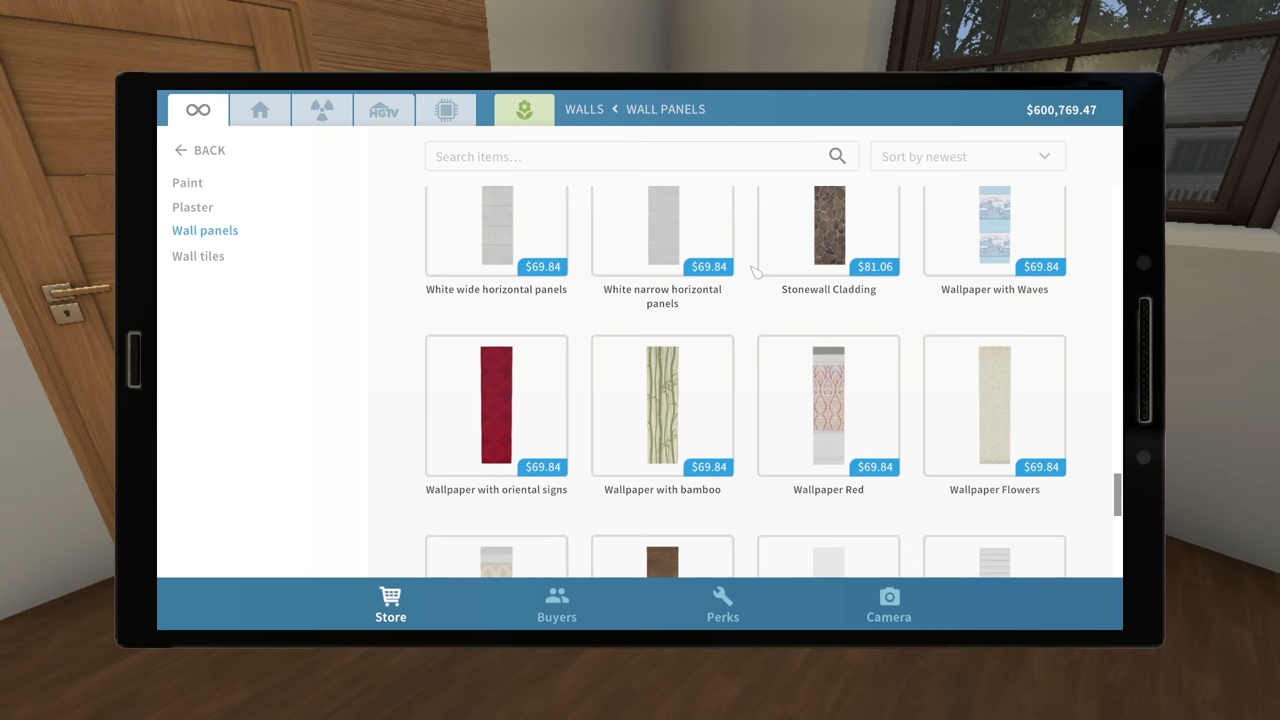 HGTV
WALLS < WALL PANELS
$600,769.47
BACK
Search items...
Sort by newest
Paint
Plaster
Wall panels
Wall tiles
$69.84
$69.84
$81.06
$69.84
White wide horizontal panels
White narrow horizontal
panels
Stonewall Cladding
Wallpaper with Waves
$69.84
$69.84
$69.84
$69.84
Wallpaper with oriental signs
Wallpaper with bamboo
Wallpaper Red
Wallpaper Flowers
Store
Buyers
Perks
Camera